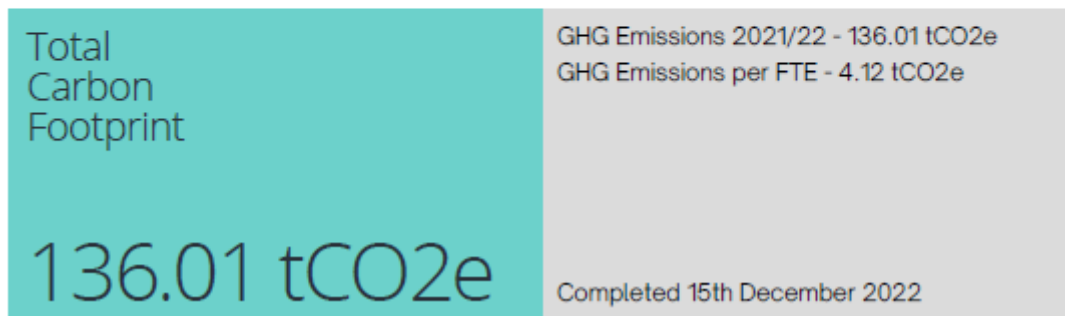 Total
Carbon
Footprint
136.01 tCO2e
GHG Emissions 2021/22 - 136.01 tCO2e
GHG Emissions per FTE - 4.12 tCO2e
Completed 15th December 2022